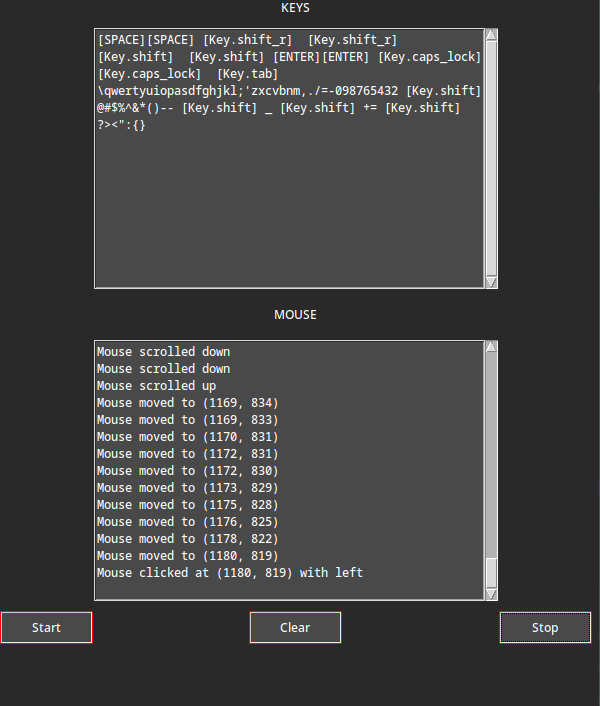 KEYS
[SPACE][SPACE] [Key.shift_r]  [Key.shift_r]
[Key.shift]  [Key.shift] [ENTER][ENTER] [Key.caps_lock]
[Key.caps_lock]  [Key.tab]
\qwertyuiopasdfghjkl;'zxcvbnm,./=-098765432 [Key.shift]
@#$%^&*()-- [Key.shift] _ [Key.shift] += [Key.shift]
?><":{}
MOUSE
Mouse scrolled down
Mouse scrolled down
Mouse scrolled up
Mouse moved to (1169, 834)
Mouse moved to (1169, 833)
Mouse moved to (1170, 831)
Mouse moved to (1172, 831)
Mouse moved to (1172, 830)
Mouse moved to (1173, 829)
Mouse moved to (1175, 828)
Mouse moved to (1176, 825)
Mouse moved to (1178, 822)
Mouse moved to (1180, 819)
Mouse clicked at (1180, 819) with left
Start
Clear
Stop